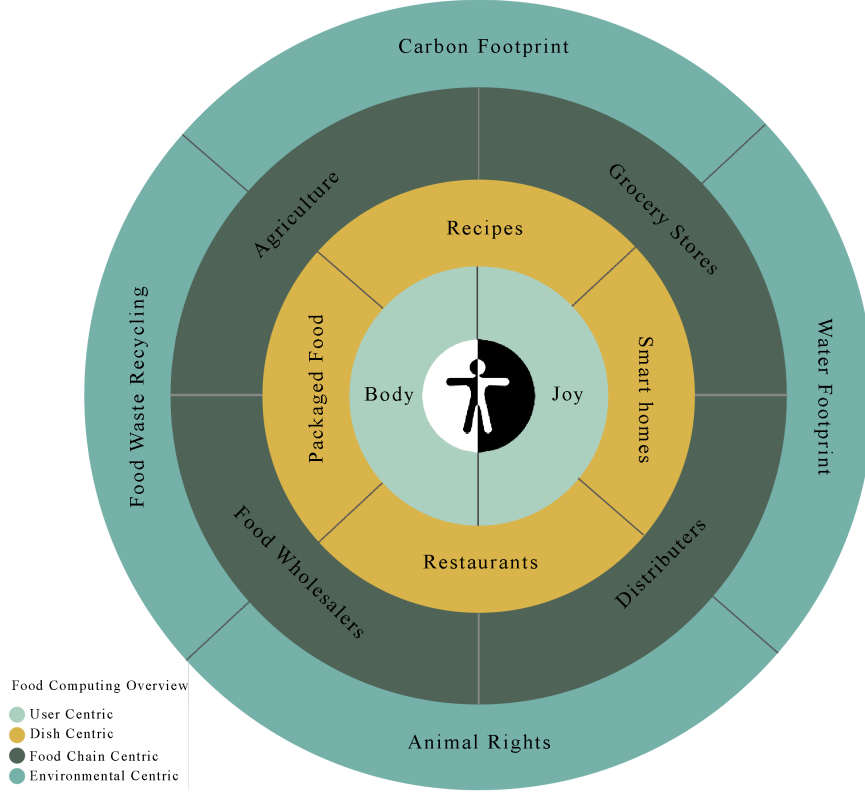 Carbon Footprint
Agriculture
Grocery Stores
Recipes
Food Waste Recycling
Packaged Food
Body
Joy
Smart homes
Water Footprint
Food Wholesalers
Restaurants
Distributers
Animal Rights
Food Computing Overview
User Centric
Dish Centric
Food Chain Centric
Environmental Centric